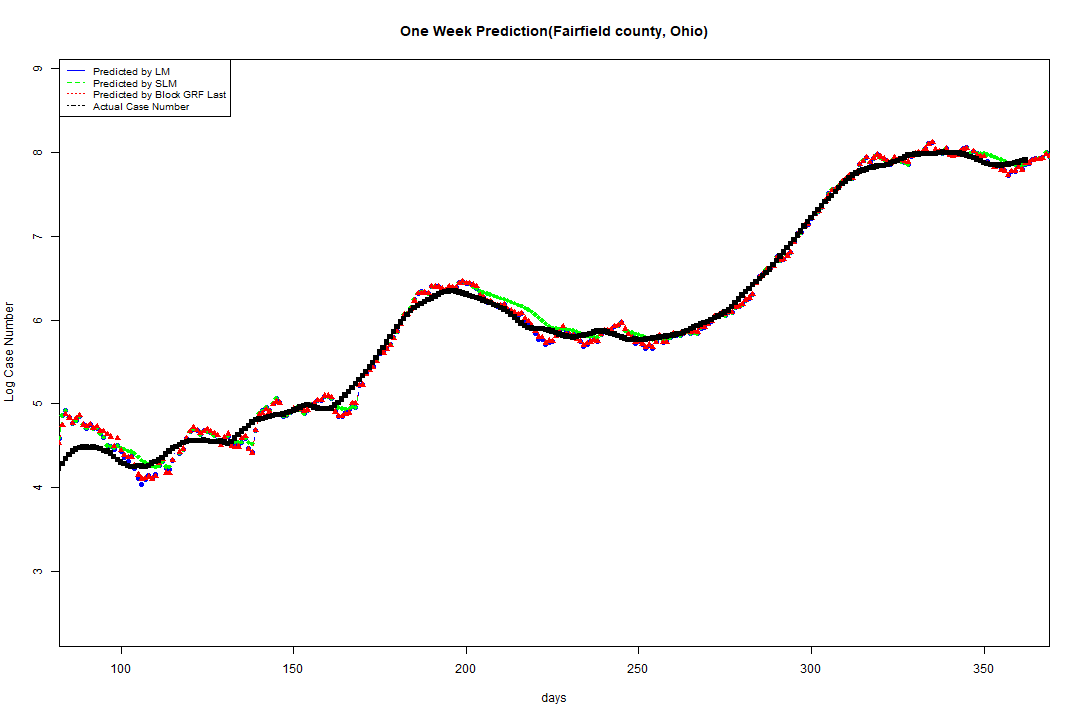 One Week Prediction(Fairfield county, Ohio)
Predicted by LM
Predicted by SLM
Predicted by Block GRF Last
Actual Case Number
9
8
7
6
5
4
3
Log Case Number
100 150 200 250 300 350
days